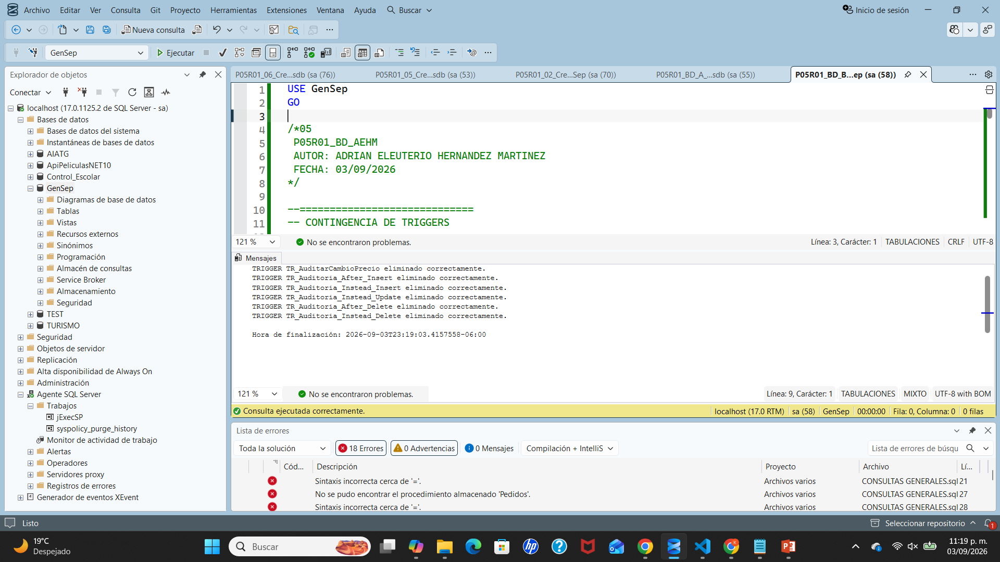 Archivo Editar Ver Consulta Git Proyecto Herramientas Extensiones Ventana Ayuda Buscar Inicio de sesión
Nueva consulta
GenSep Ejecutar
Explorador de objetos
Conectar
localhost (17.0.1125.2 de SQL Server - sa)
Bases de datos
Bases de datos del sistema
Instantáneas de bases de datos
AIATG
ApiPeliculasNET10
Control_Escolar
GenSep
Diagramas de base de datos
Tablas
Vistas
Recursos externos
Sinónimos
Programación
Almacén de consultas
Service Broker
Almacenamiento
Seguridad
TEST
TURISMO
Seguridad
Objetos de servidor
Replicación
Alta disponibilidad de Always On
Administración
Agente SQL Server
Trabajos
jExecSP
syspolicy_purge_history
Monitor de actividad de trabajo
Alertas
Operadores
Servidores proxy
Registros de errores
Generador de eventos XEvent
P05R01_06_Cre...sdb (sa (76)) P05R01_05_Cre...sdb (sa (53)) P05R01_02_Cre...Sep (sa (70)) P05R01_BD_A_...sdb (sa (55)) P05R01_BD_B...ep (sa (58))
1 USE GenSep
2 GO
3
4 /*05
5 P05R01_BD_AEHM
6 AUTOR: ADRIAN ELEUTERIO HERNANDEZ MARTINEZ
7 FECHA: 03/09/2026
8 */
9
10 --=============================
11 -- CONTINGENCIA DE TRIGGERS
121 % No se encontraron problemas. Línea: 3, Carácter: 1 TABULACIONES CRLF UTF-8
Mensajes
TRIGGER TR_AuditarCambioPrecio eliminado correctamente.
TRIGGER TR_Auditoria_After_Insert eliminado correctamente.
TRIGGER TR_Auditoria_Instead_Insert eliminado correctamente.
TRIGGER TR_Auditoria_Instead_Update eliminado correctamente.
TRIGGER TR_Auditoria_After_Delete eliminado correctamente.
TRIGGER TR_Auditoria_Instead_Delete eliminado correctamente.
Hora de finalización: 2026-09-03T23:19:03.4157558-06:00
121 % No se encontraron problemas. Línea: 9, Carácter: 1 TABULACIONES MIXTO UTF-8 with BOM
Consulta ejecutada correctamente. localhost (17.0 RTM) sa (58) GenSep 00:00:00 Fila: 0, Columna: 0 0 filas
Lista de errores
Toda la solución 18 Errores 0 Advertencias 0 Mensajes Compilación + IntelliS Lista de errores de búsqu
Cód... Descripción Proyecto Archivo Lí...
Sintaxis incorrecta cerca de '='. Archivos varios CONSULTAS GENERALES.sql 21
No se pudo encontrar el procedimiento almacenado 'Pedidos'. Archivos varios CONSULTAS GENERALES.sql 27
Sintaxis incorrecta cerca de '='. Archivos varios CONSULTAS GENERALES.sql 28
Listo Seleccionar repositorio 1
19°C
Despejado
Buscar
11:19 p. m.
03/09/2026